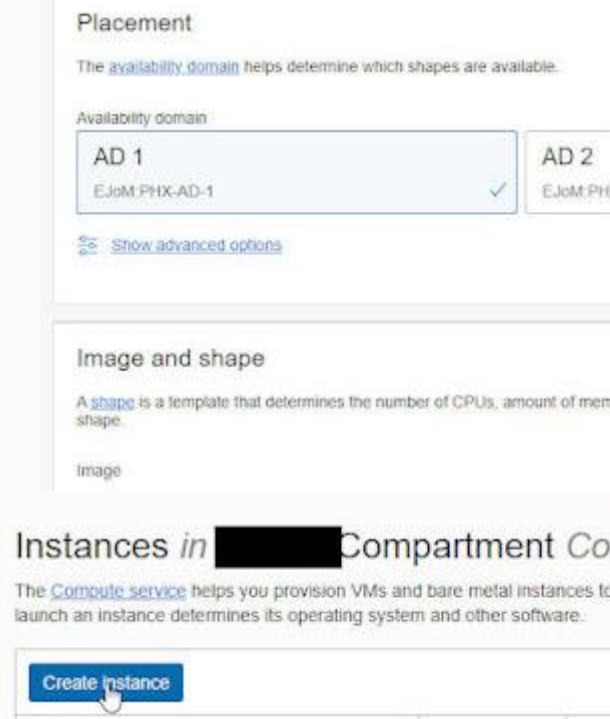 Placement
The availability domain helps determine which shapes are available.
Availability domain
AD 1
EJoM:PHX-AD-1
AD 2
EJoM:PH
Show advanced options
Image and shape
A shape is a template that determines the number of CPUs, amount of mem
shape.
Image
Instances in Compartment Co
The Compute service helps you provision VMs and bare metal instances to
launch an instance determines its operating system and other software.
Create instance